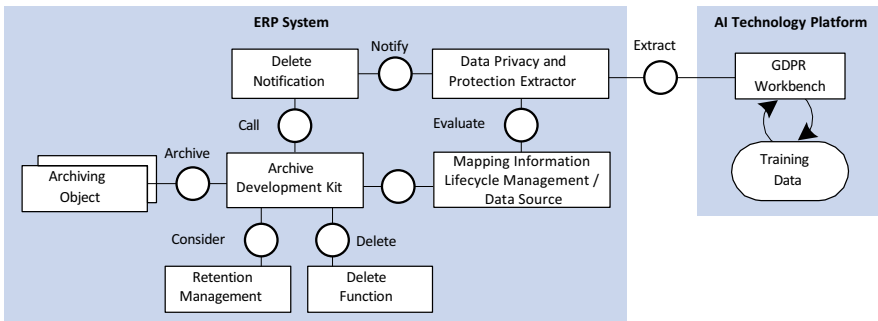 ERP System
AI Technology Platform
Notify
Extract
Delete
Notification
Data Privacy and
Protection Extractor
GDPR
Workbench
Call
Evaluate
Archive
Archiving
Object
Archive
Development Kit
Mapping Information
Lifecycle Management /
Data Source
Training
Data
Consider
Delete
Retention
Management
Delete
Function